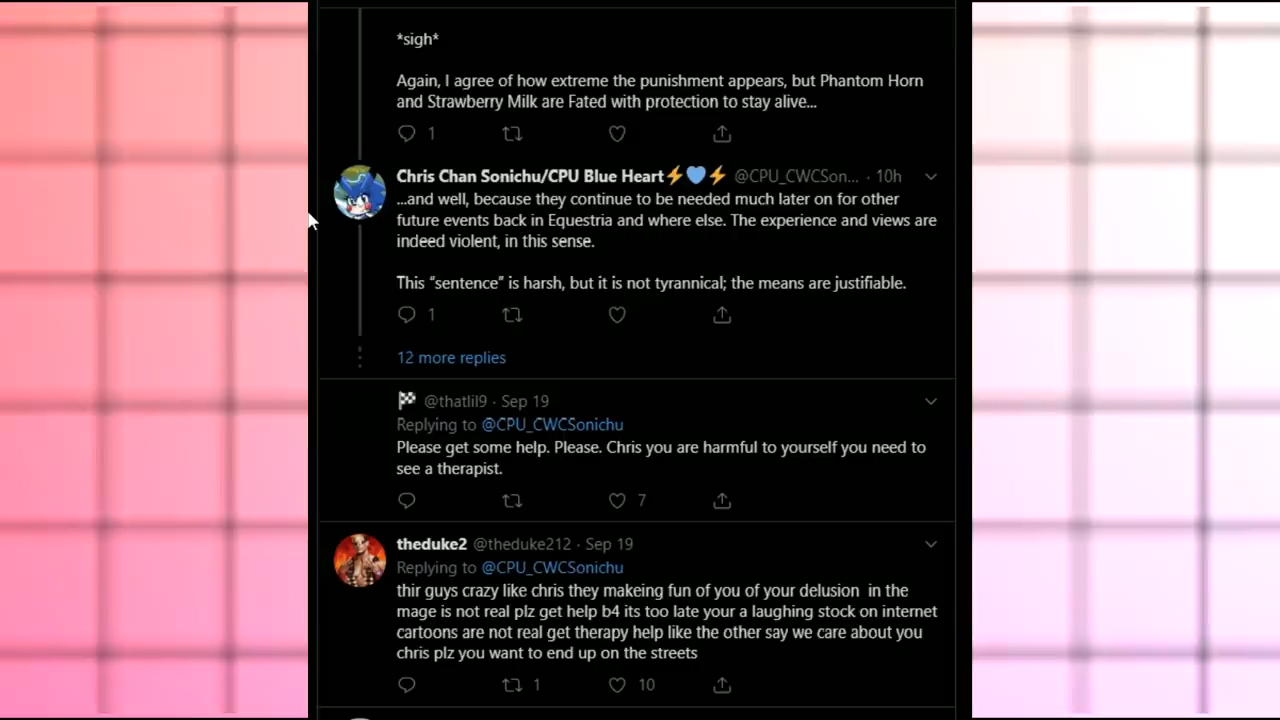 *sigh*
Again, I agree of how extreme the punishment appears, but Phantom Horn
and Strawberry Milk are Fated with protection to stay alive...
1
Chris Chan Sonichu/CPU Blue Heart⚡💙⚡ @CPU_CWCSon... · 10h
...and well, because they continue to be needed much later on for other
future events back in Equestria and where else. The experience and views are
indeed violent, in this sense.
This “sentence” is harsh, but it is not tyrannical; the means are justifiable.
1
12 more replies
🏁 @thatlil9 · Sep 19
Replying to @CPU_CWCSonichu
Please get some help. Please. Chris you are harmful to yourself you need to
see a therapist.
7
theduke2 @theduke212 · Sep 19
Replying to @CPU_CWCSonichu
thir guys crazy like chris they makeing fun of you of your delusion  in the
mage is not real plz get help b4 its too late your a laughing stock on internet
cartoons are not real get therapy help like the other say we care about you
chris plz you want to end up on the streets
1 10